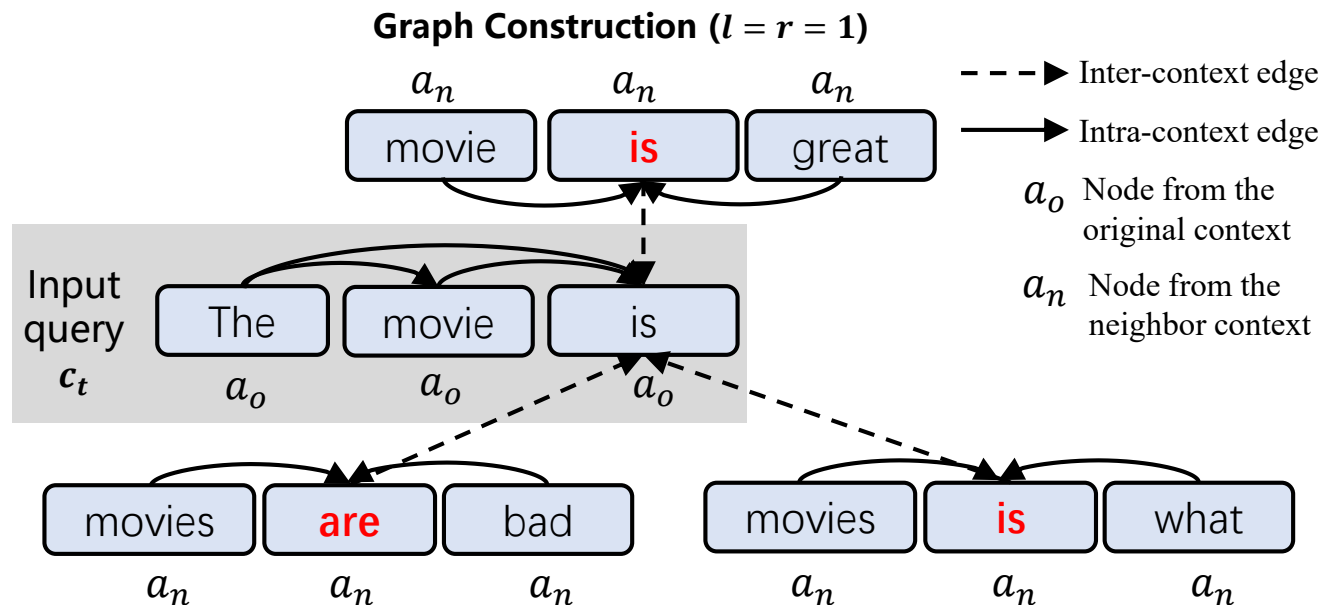 Graph Construction (l = r = 1)
a_n a_n a_n
movie is great
Inter-context edge
Intra-context edge
a_o Node from the
original context
a_n Node from the
neighbor context
Input
query
c_t
The movie is
a_o a_o a_o
movies are bad
a_n a_n a_n
movies is what
a_n a_n a_n